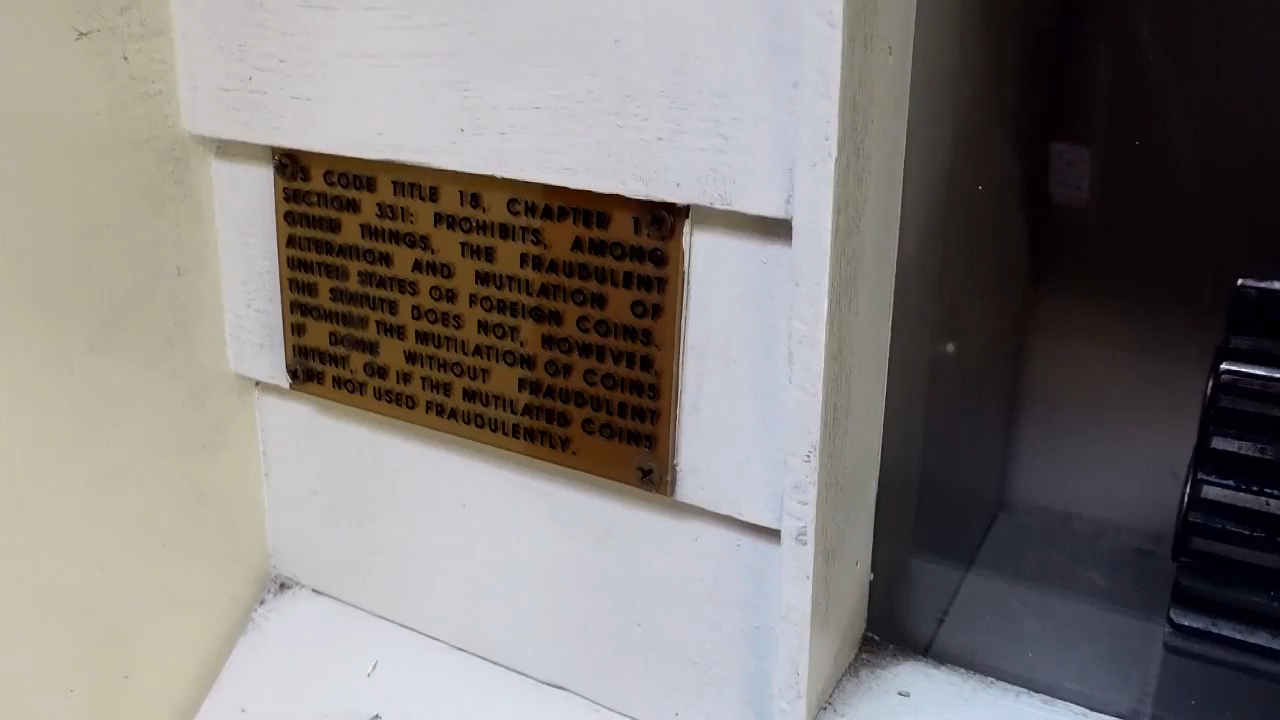 US CODE TITLE 18, CHAPTER 17
SECTION 331: PROHIBITS, AMONG
OTHER THINGS, THE FRAUDULENT
ALTERATION AND MUTILATION OF
UNITED STATES OR FOREIGN COINS.
THE STATUTE DOES NOT, HOWEVER,
PROHIBIT THE MUTILATION OF COINS
IF DONE WITHOUT FRAUDULENT
INTENT, OR IF THE MUTILATED COINS
ARE NOT USED FRAUDULENTLY.